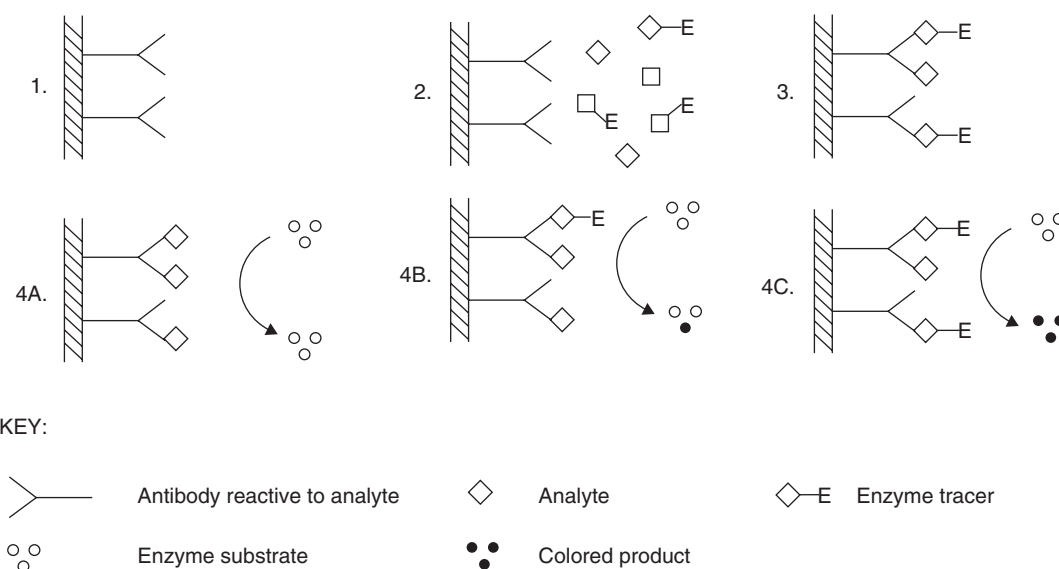 1.
2.
E
E
E
3.
E
E
4A.
4B.
E
4C.
E
E
KEY:
Antibody reactive to analyte
Analyte
E
Enzyme tracer
Enzyme substrate
Colored product